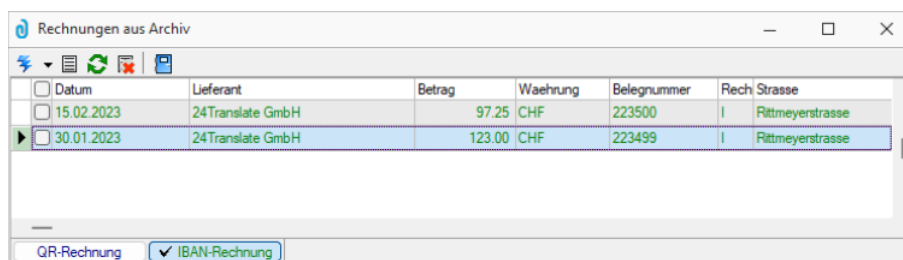 Rechnungen aus Archiv
Datum Lieferant Betrag Waehrung Belegnummer Rech Strasse
15.02.2023 24Translate GmbH 97.25 CHF 223500 I Rittmeyerstrasse
30.01.2023 24Translate GmbH 123.00 CHF 223499 I Rittmeyerstrasse
QR-Rechnung IBAN-Rechnung